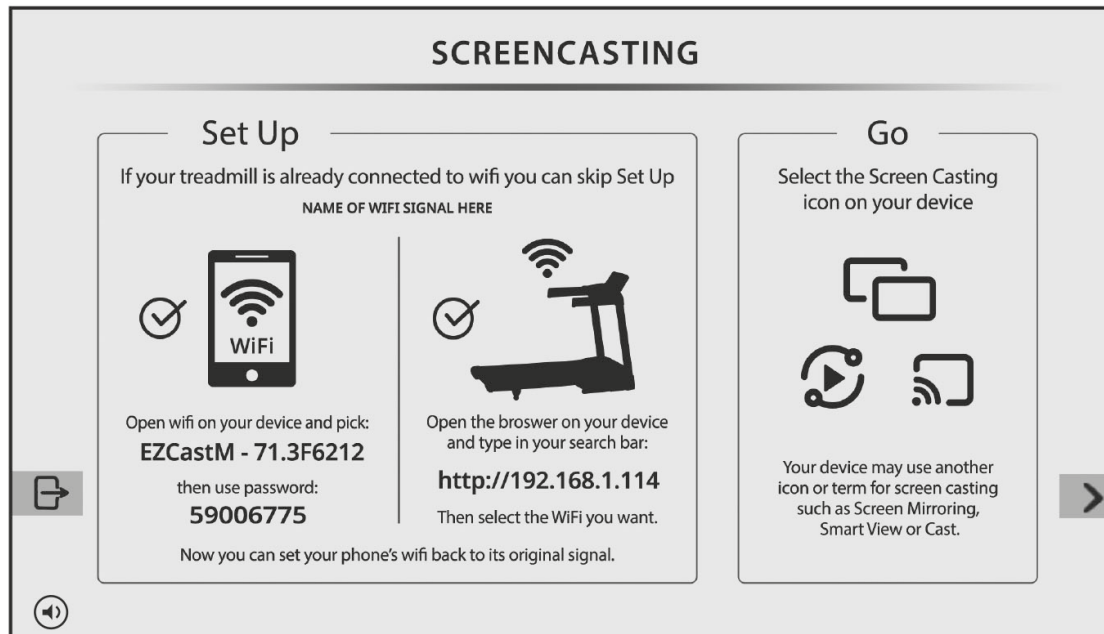 SCREENCASTING
Set Up
If your treadmill is already connected to wifi you can skip Set Up
NAME OF WIFI SIGNAL HERE
WiFi
Open wifi on your device and pick:
EZCastM - 71.3F6212
then use password:
59006775
Open the broswer on your device
and type in your search bar:
http://192.168.1.114
Then select the WiFi you want.
Now you can set your phone's wifi back to its original signal.
Go
Select the Screen Casting
icon on your device
Your device may use another
icon or term for screen casting
such as Screen Mirroring,
Smart View or Cast.